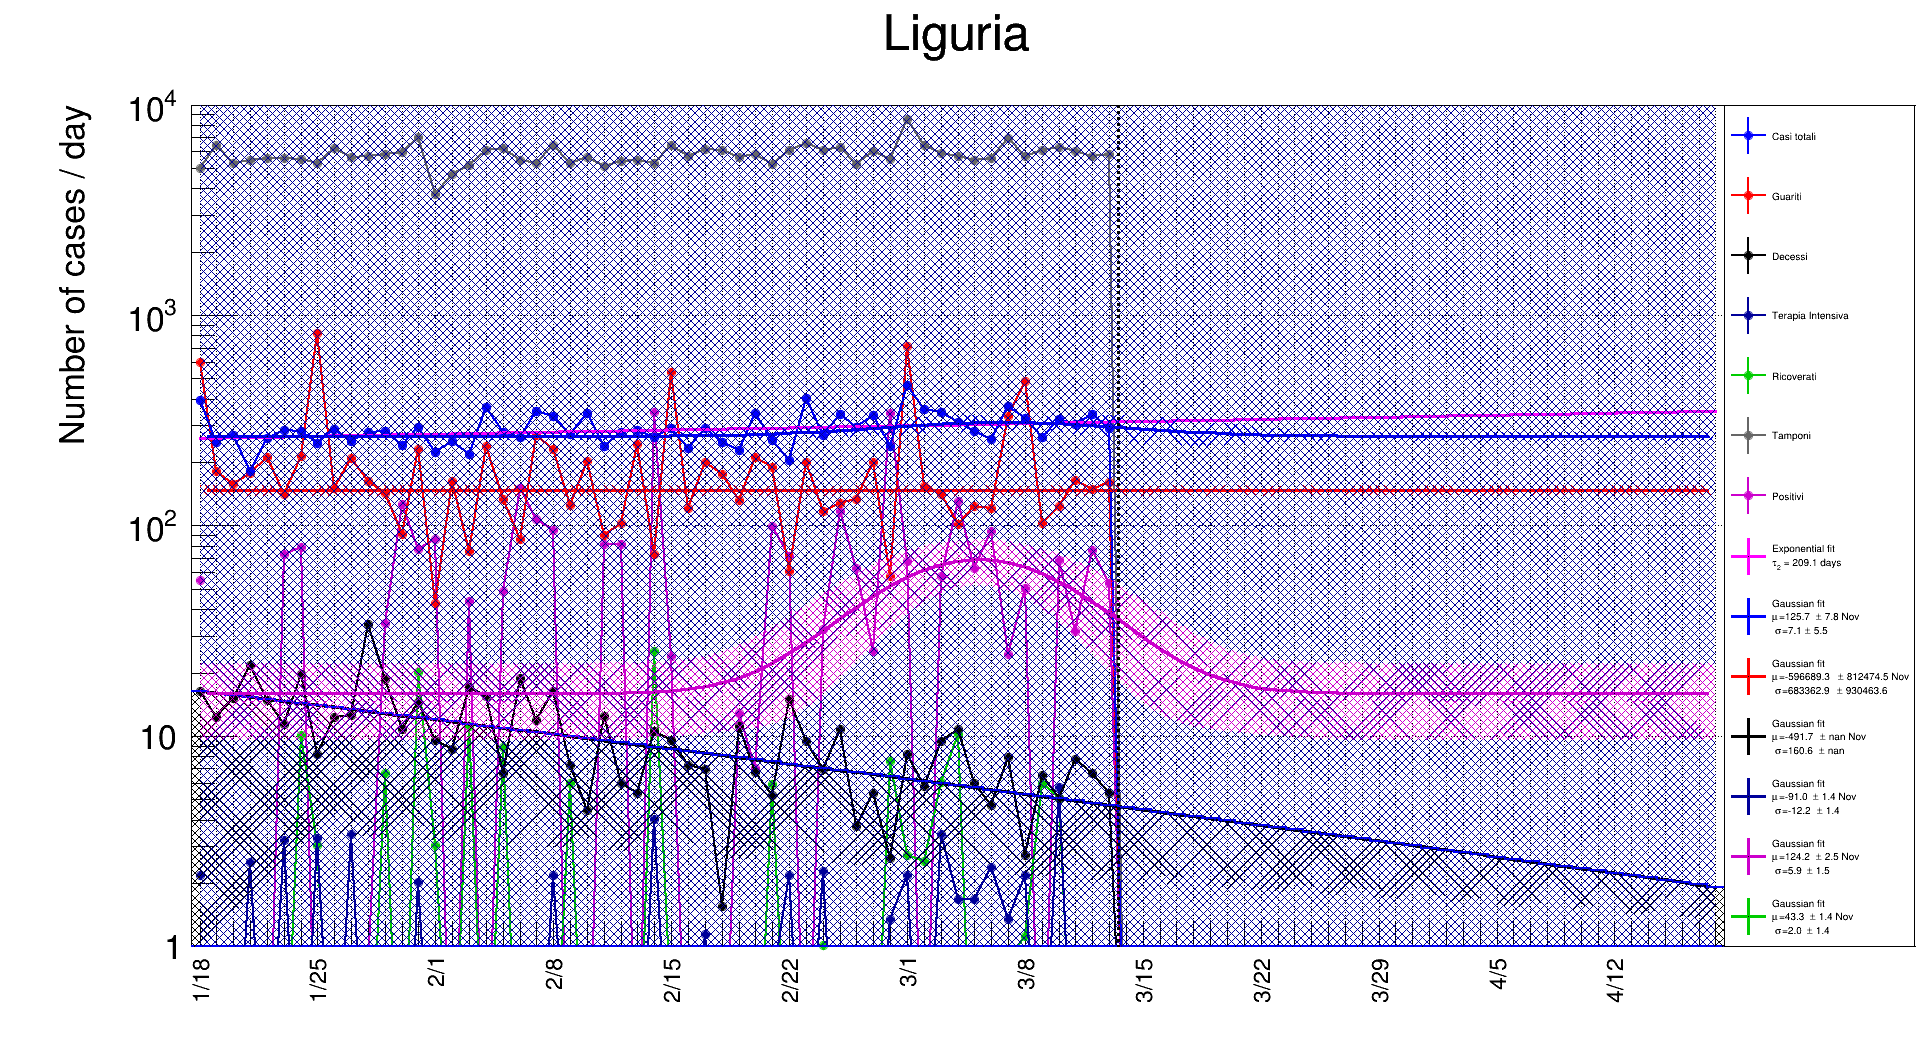 Liguria
Number of cases / day
10^4
10^3
10^2
10
1
1/18
1/25
2/1
2/8
2/15
2/22
3/1
3/8
3/15
3/22
3/29
4/5
4/12
Casi totali
Guariti
Decessi
Terapia Intensiva
Ricoverati
Tamponi
Positivi
Exponential fit
τ₂ = 209.1 days
Gaussian fit
μ=125.7 ± 7.8 Nov
σ=7.1 ± 5.5
Gaussian fit
μ=-596689.3 ± 812474.5 Nov
σ=683362.9 ± 930463.6
Gaussian fit
μ=-491.7 ± nan Nov
σ=160.6 ± nan
Gaussian fit
μ=-91.0 ± 1.4 Nov
σ=-12.2 ± 1.4
Gaussian fit
μ=124.2 ± 2.5 Nov
σ=5.9 ± 1.5
Gaussian fit
μ=43.3 ± 1.4 Nov
σ=2.0 ± 1.4